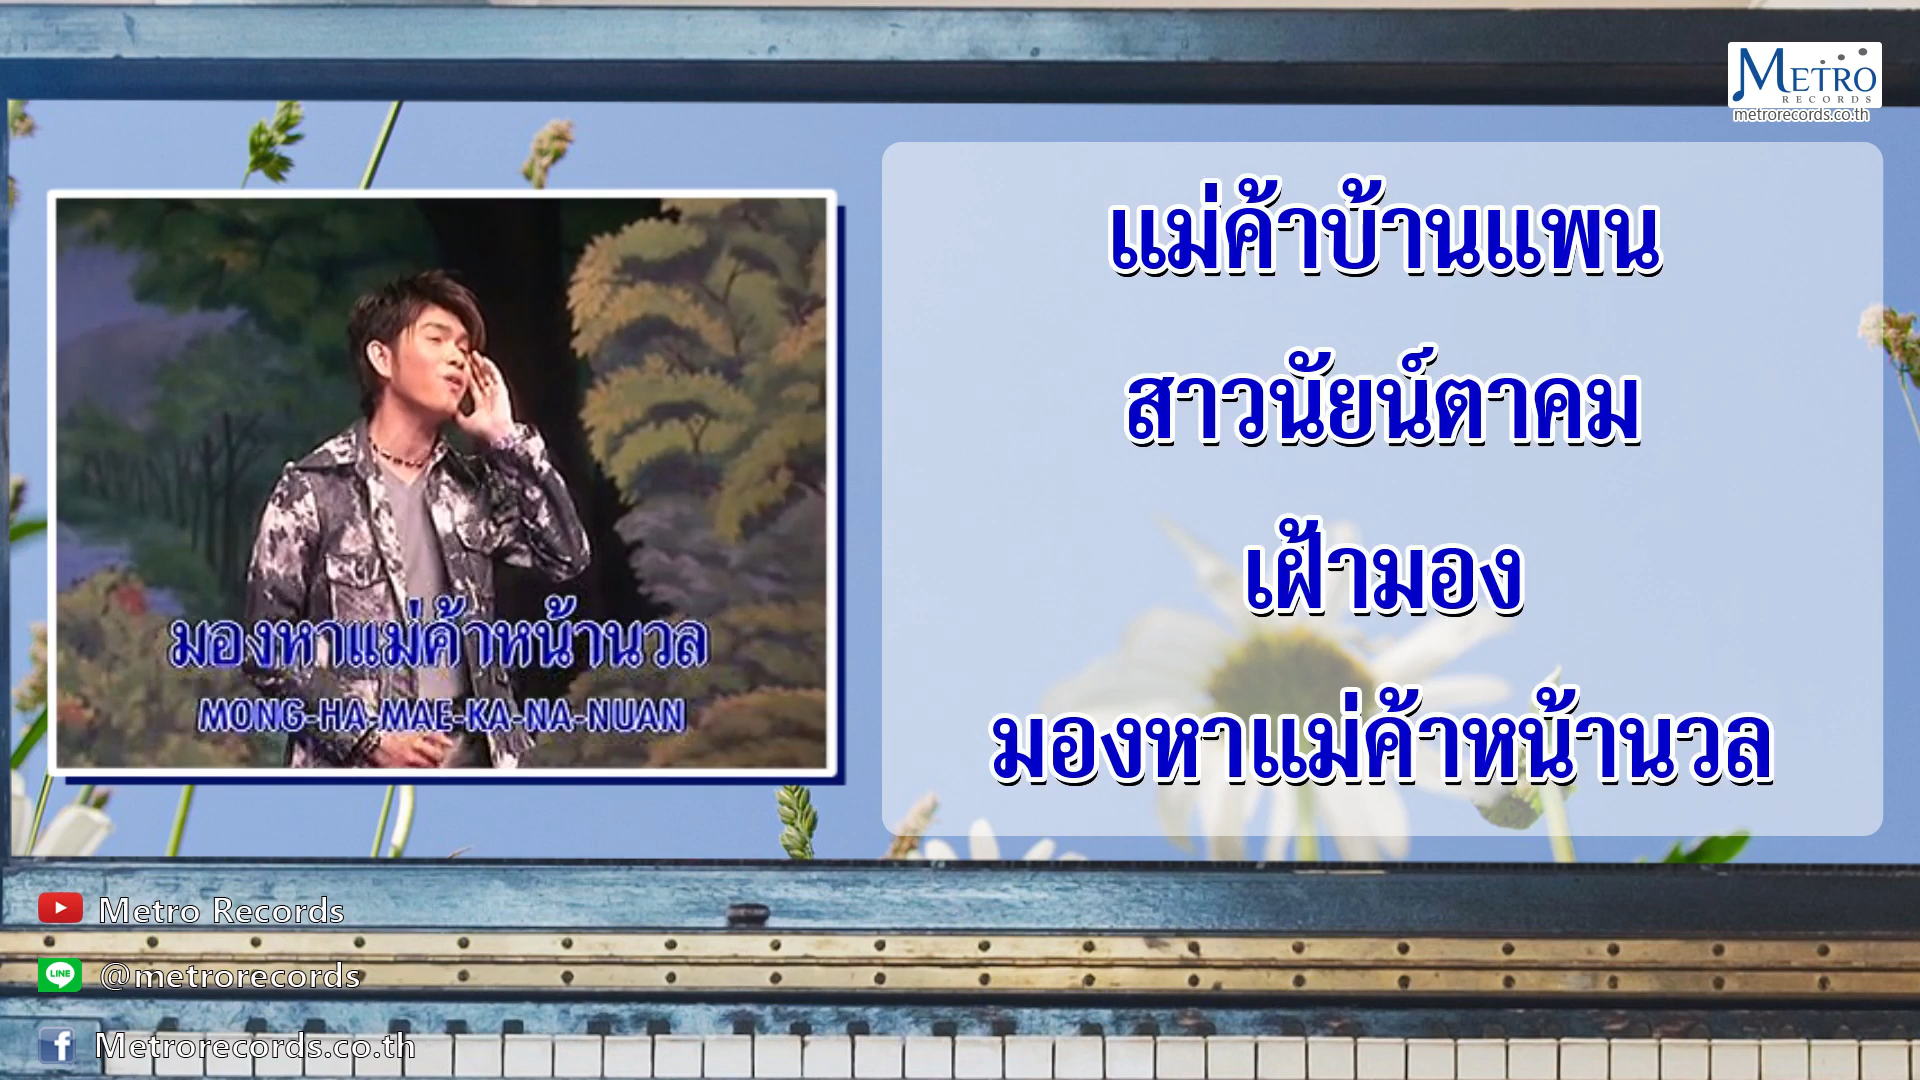 METRO
RECORDS
metrorecords.co.th
แม่ค้าบ้านแพน
สาวนัยน์ตาคม
เฝ้ามอง
มองหาแม่ค้าหน้านวล
มองหาแม่ค้าหน้านวล
MONG-HA-MAE-KA-NA-NUAN
Metro Records
LINE
@metrorecords
f
Metrorecords.co.th